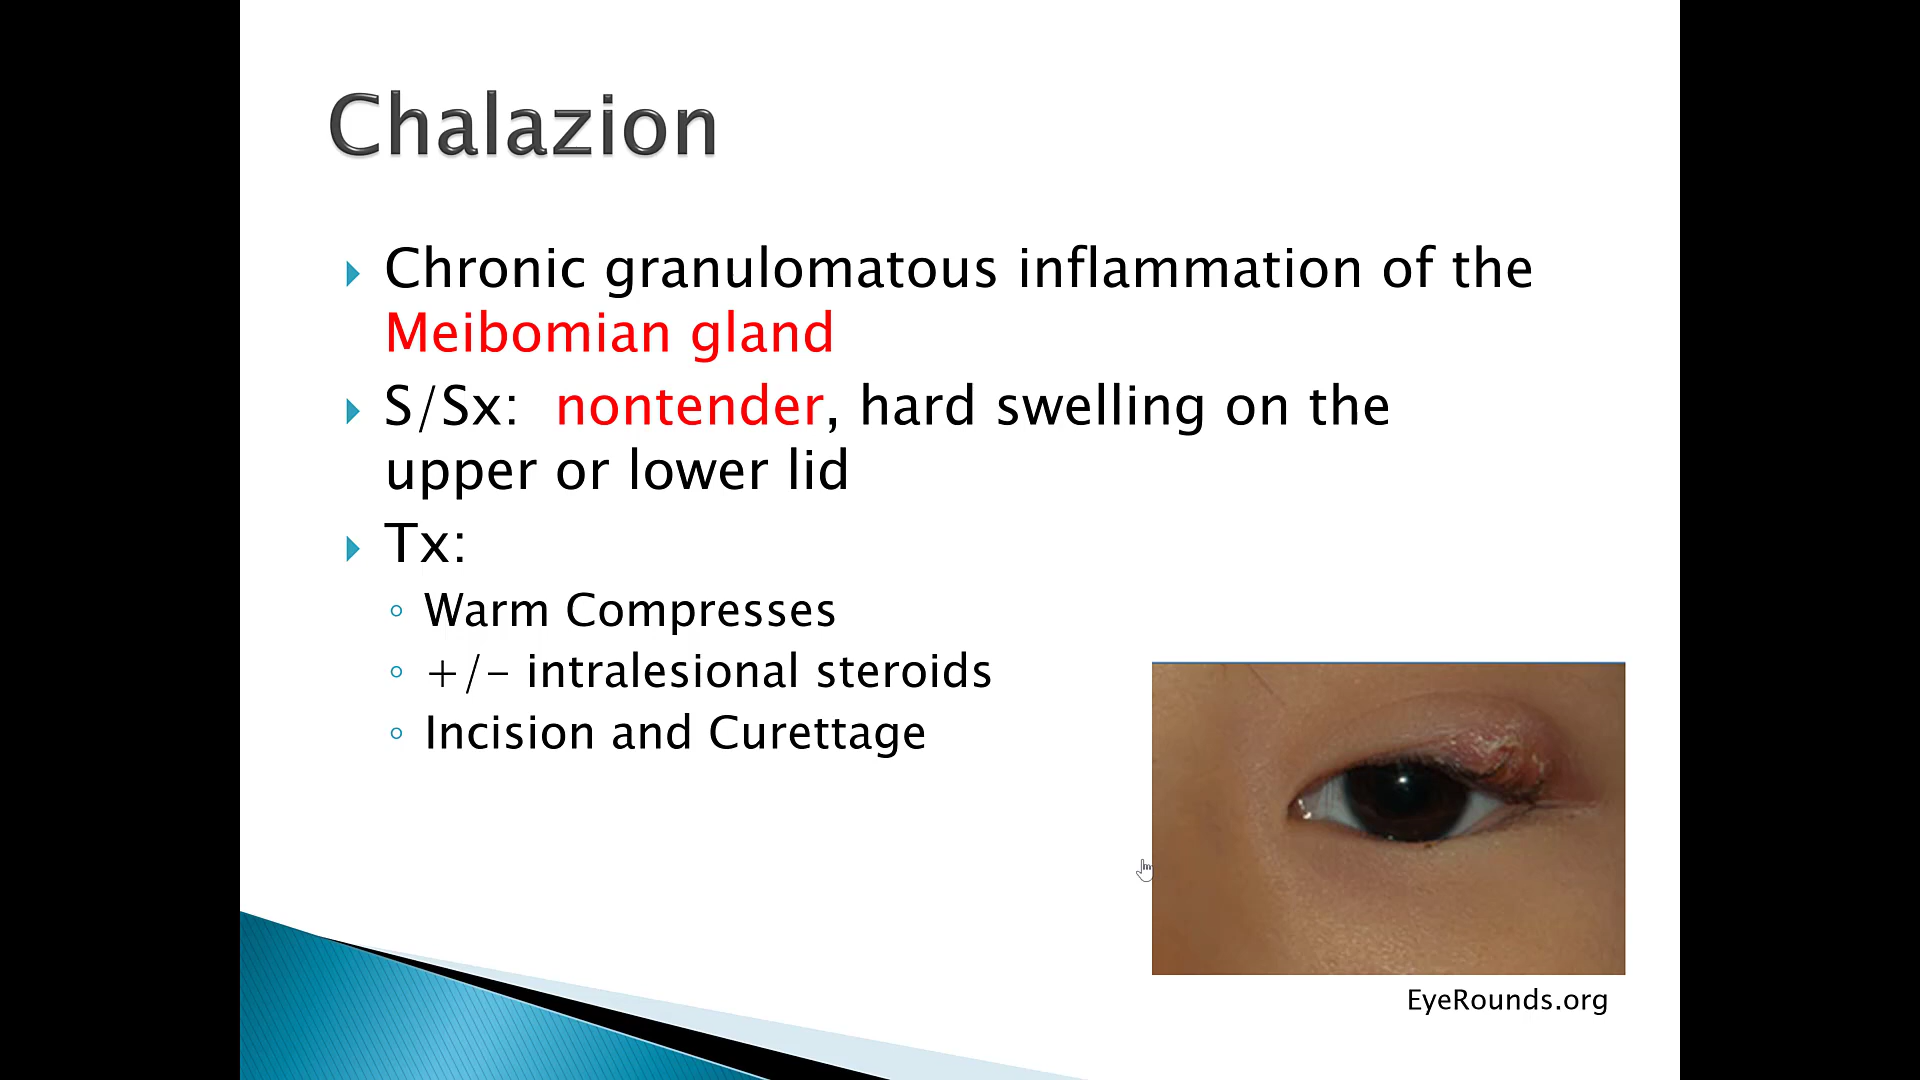 Chalazion
Chronic granulomatous inflammation of the
Meibomian gland
S/Sx: nontender, hard swelling on the
upper or lower lid
Tx:
Warm Compresses
+/- intralesional steroids
Incision and Curettage
EyeRounds.org